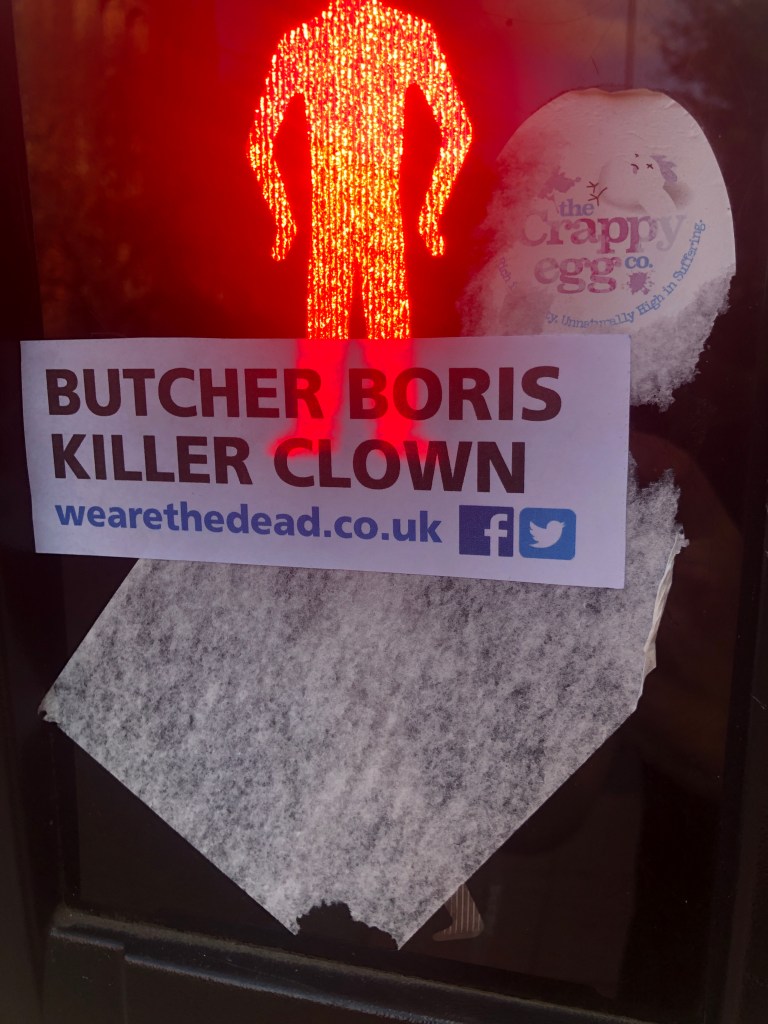 the
Crappy
egg co.
Unnaturally High in Suffering.
BUTCHER BORIS
KILLER CLOWN
wearethedead.co.uk